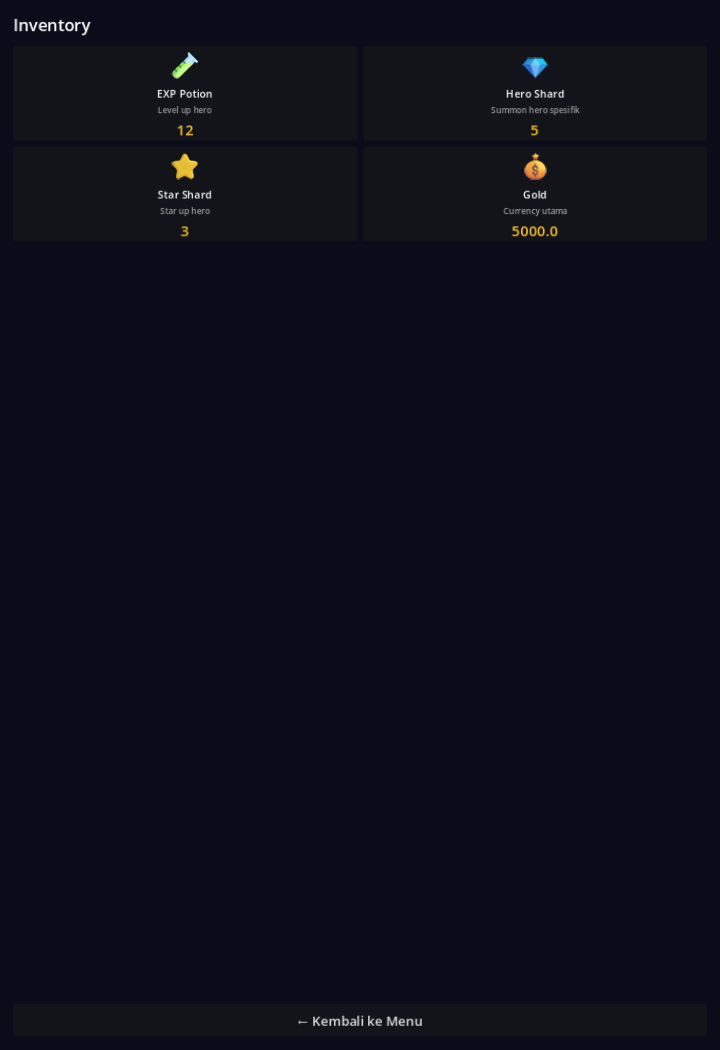 Inventory
EXP Potion
Level up hero
12
Hero Shard
Summon hero spesifik
5
Star Shard
Star up hero
3
$
Gold
Currency utama
5000.0
← Kembali ke Menu